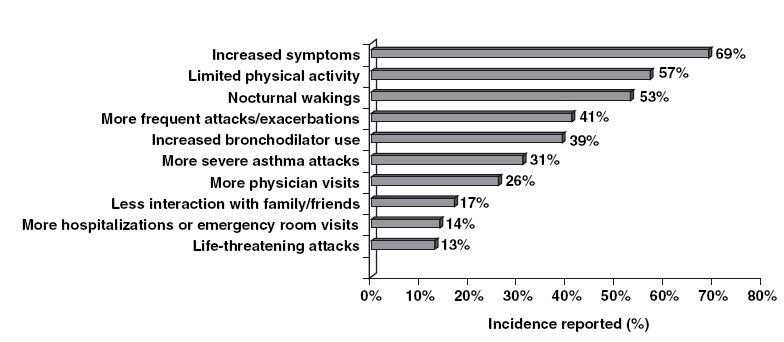 Increased symptoms 69%
Limited physical activity 57%
Nocturnal wakings 53%
More frequent attacks/exacerbations 41%
Increased bronchodilator use 39%
More severe asthma attacks 31%
More physician visits 26%
Less interaction with family/friends 17%
More hospitalizations or emergency room visits 14%
Life-threatening attacks 13%
0% 10% 20% 30% 40% 50% 60% 70% 80%
Incidence reported (%)